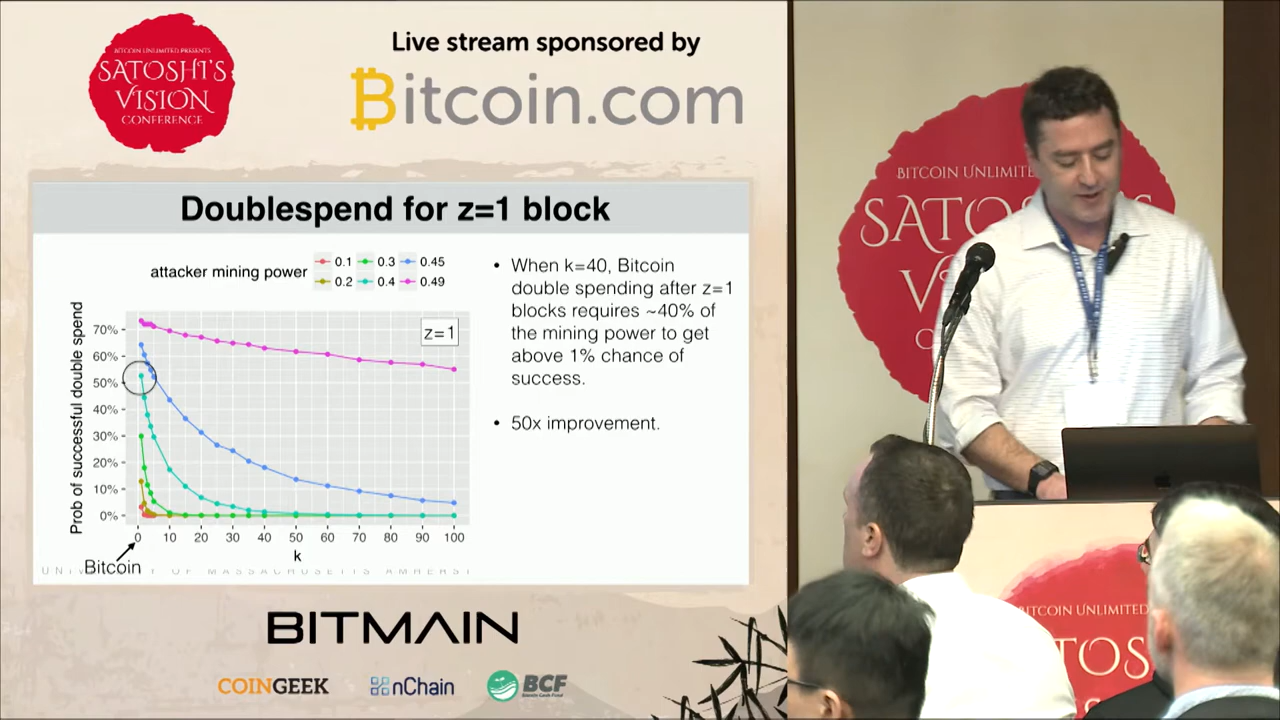 BITCOIN UNLIMITED PRESENTS
SATOSHI'S
VISION
CONFERENCE
Live stream sponsored by
Bitcoin.com
Doublespend for z=1 block
attacker mining power
0.1 0.3 0.45
0.2 0.4 0.49
Prob of successful double spend
70%
60%
50%
40%
30%
20%
10%
0%
z=1
0 10 20 30 40 50 60 70 80 90 100
k
Bitcoin
• When k=40, Bitcoin
double spending after z=1
blocks requires ~40% of
the mining power to get
above 1% chance of
success.
• 50x improvement.
OF MASSACHUSETTS AMHERST
BITMAIN
COINGEEK
nChain
BCF
BITCOIN UNLIMITED
SATOSHI'S
BITCOIN UNLIMITED